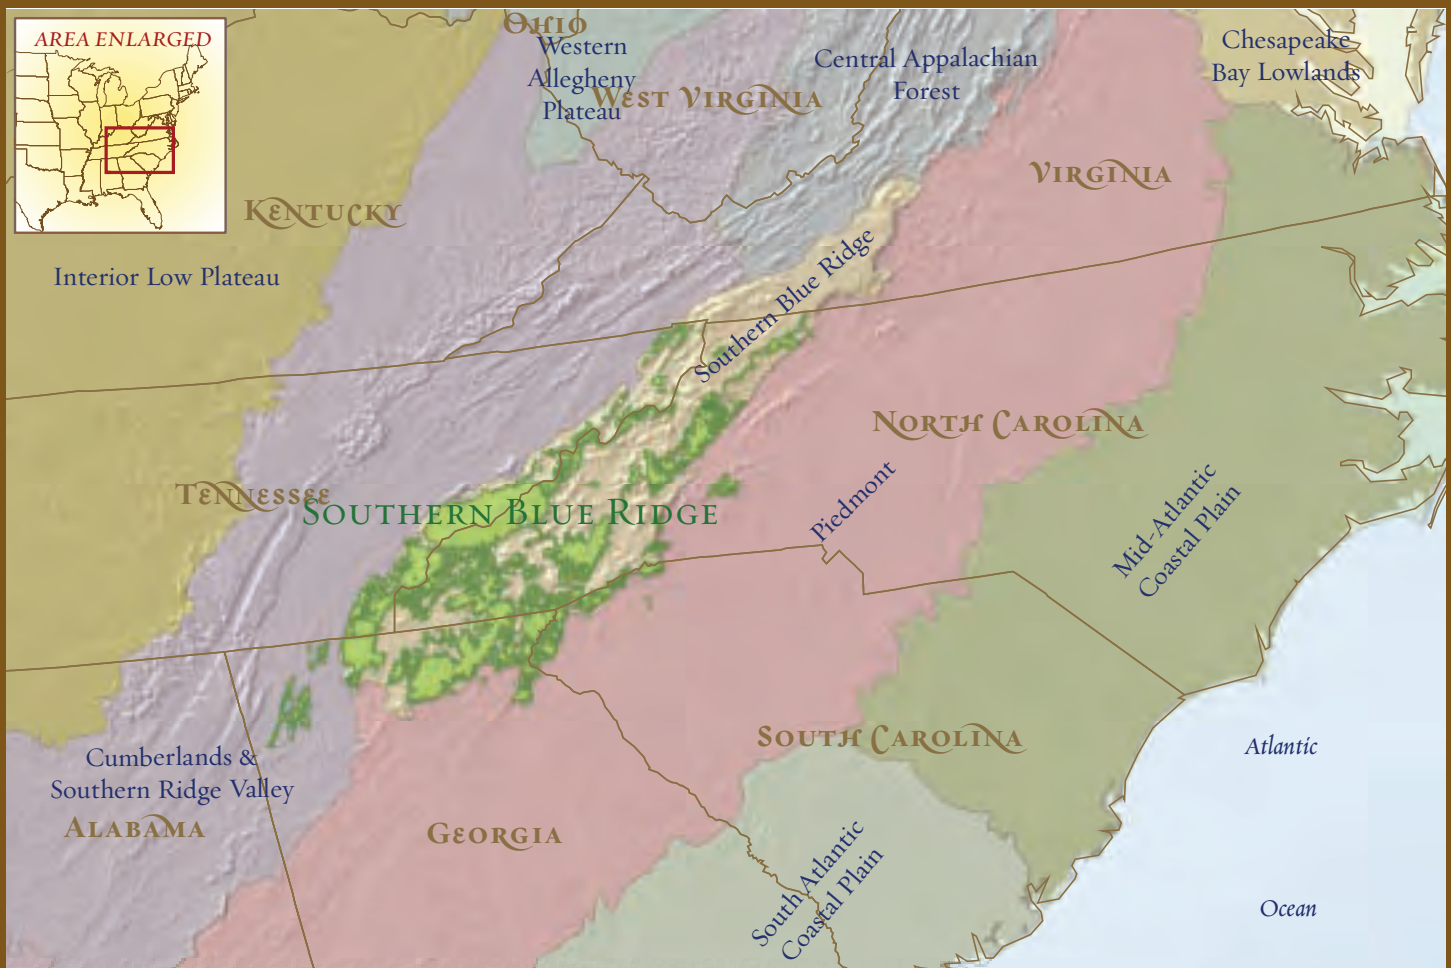 AREA ENLARGED
OHIO
Western
Allegheny
Plateau
WEST VIRGINIA
Central Appalachian
Forest
Chesapeake
Bay Lowlands
VIRGINIA
KENTUCKY
Interior Low Plateau
Southern Blue Ridge
NORTH CAROLINA
TENNESSEE
SOUTHERN BLUE RIDGE
Piedmont
Mid-Atlantic
Coastal Plain
SOUTH CAROLINA
Atlantic
Cumberlands &
Southern Ridge Valley
ALABAMA
GEORGIA
South Atlantic
Coastal Plain
Ocean